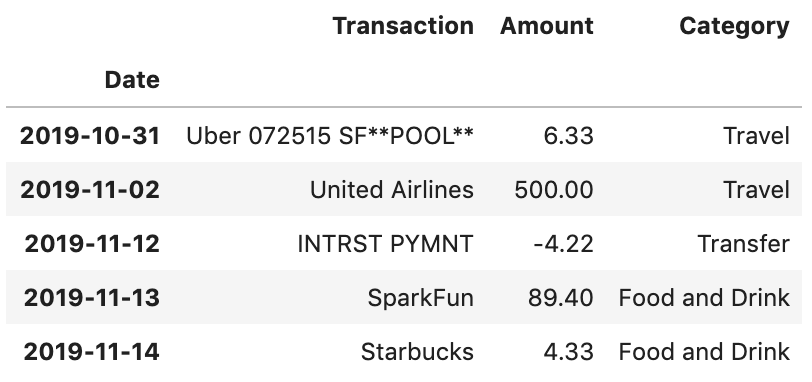 Transaction Amount Category
Date
2019-10-31 Uber 072515 SF**POOL** 6.33 Travel
2019-11-02 United Airlines 500.00 Travel
2019-11-12 INTRST PYMNT -4.22 Transfer
2019-11-13 SparkFun 89.40 Food and Drink
2019-11-14 Starbucks 4.33 Food and Drink